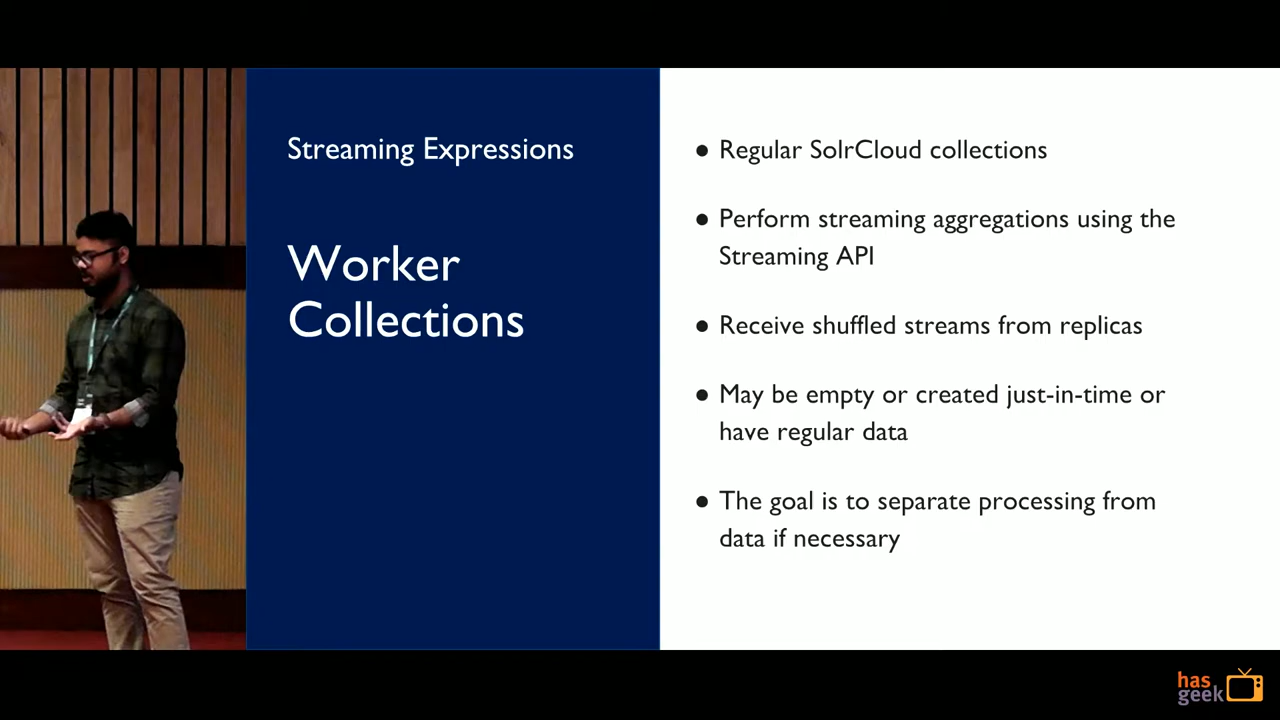 Streaming Expressions
Worker
Collections
● Regular SolrCloud collections
● Perform streaming aggregations using the
Streaming API
● Receive shuffled streams from replicas
● May be empty or created just-in-time or
have regular data
● The goal is to separate processing from
data if necessary
has
geek